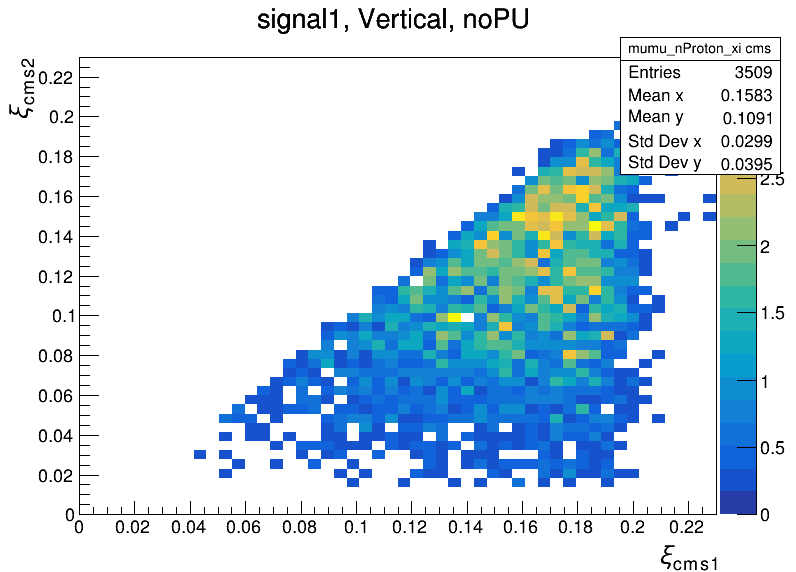 signal1, Vertical, noPU
mumu_nProton_xi cms
Entries 3509
Mean x 0.1583
Mean y 0.1091
Std Dev x 0.0299
Std Dev y 0.0395
ξcms2
0.22
0.2
0.18
0.16
0.14
0.12
0.1
0.08
0.06
0.04
0.02
0
2.5
2
1.5
1
0.5
0
0 0.02 0.04 0.06 0.08 0.1 0.12 0.14 0.16 0.18 0.2 0.22
ξcms1